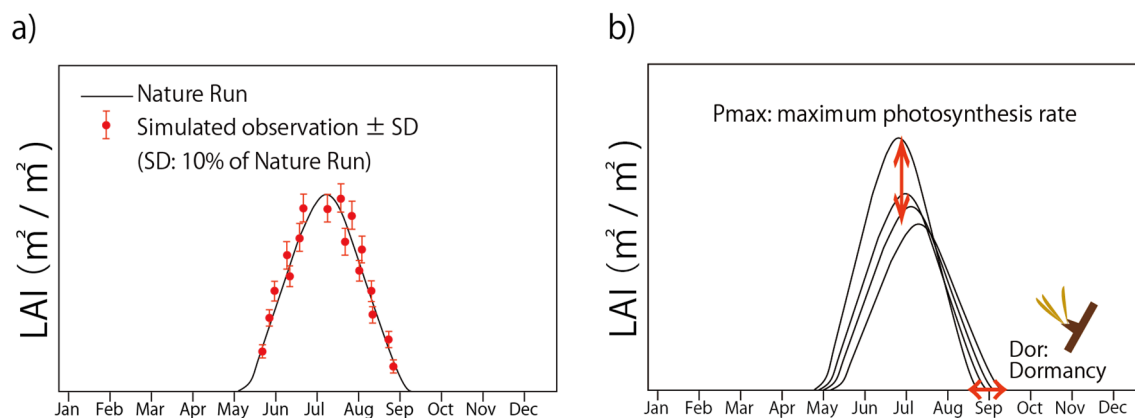 a)
LAI (m² / m²)
Nature Run
Simulated observation ± SD
(SD: 10% of Nature Run)
Jan Feb Mar Apr May Jun Jul Aug Sep Oct Nov Dec
b)
LAI (m² / m²)
Pmax: maximum photosynthesis rate
Dor:
Dormancy
Jan Feb Mar Apr May Jun Jul Aug Sep Oct Nov Dec